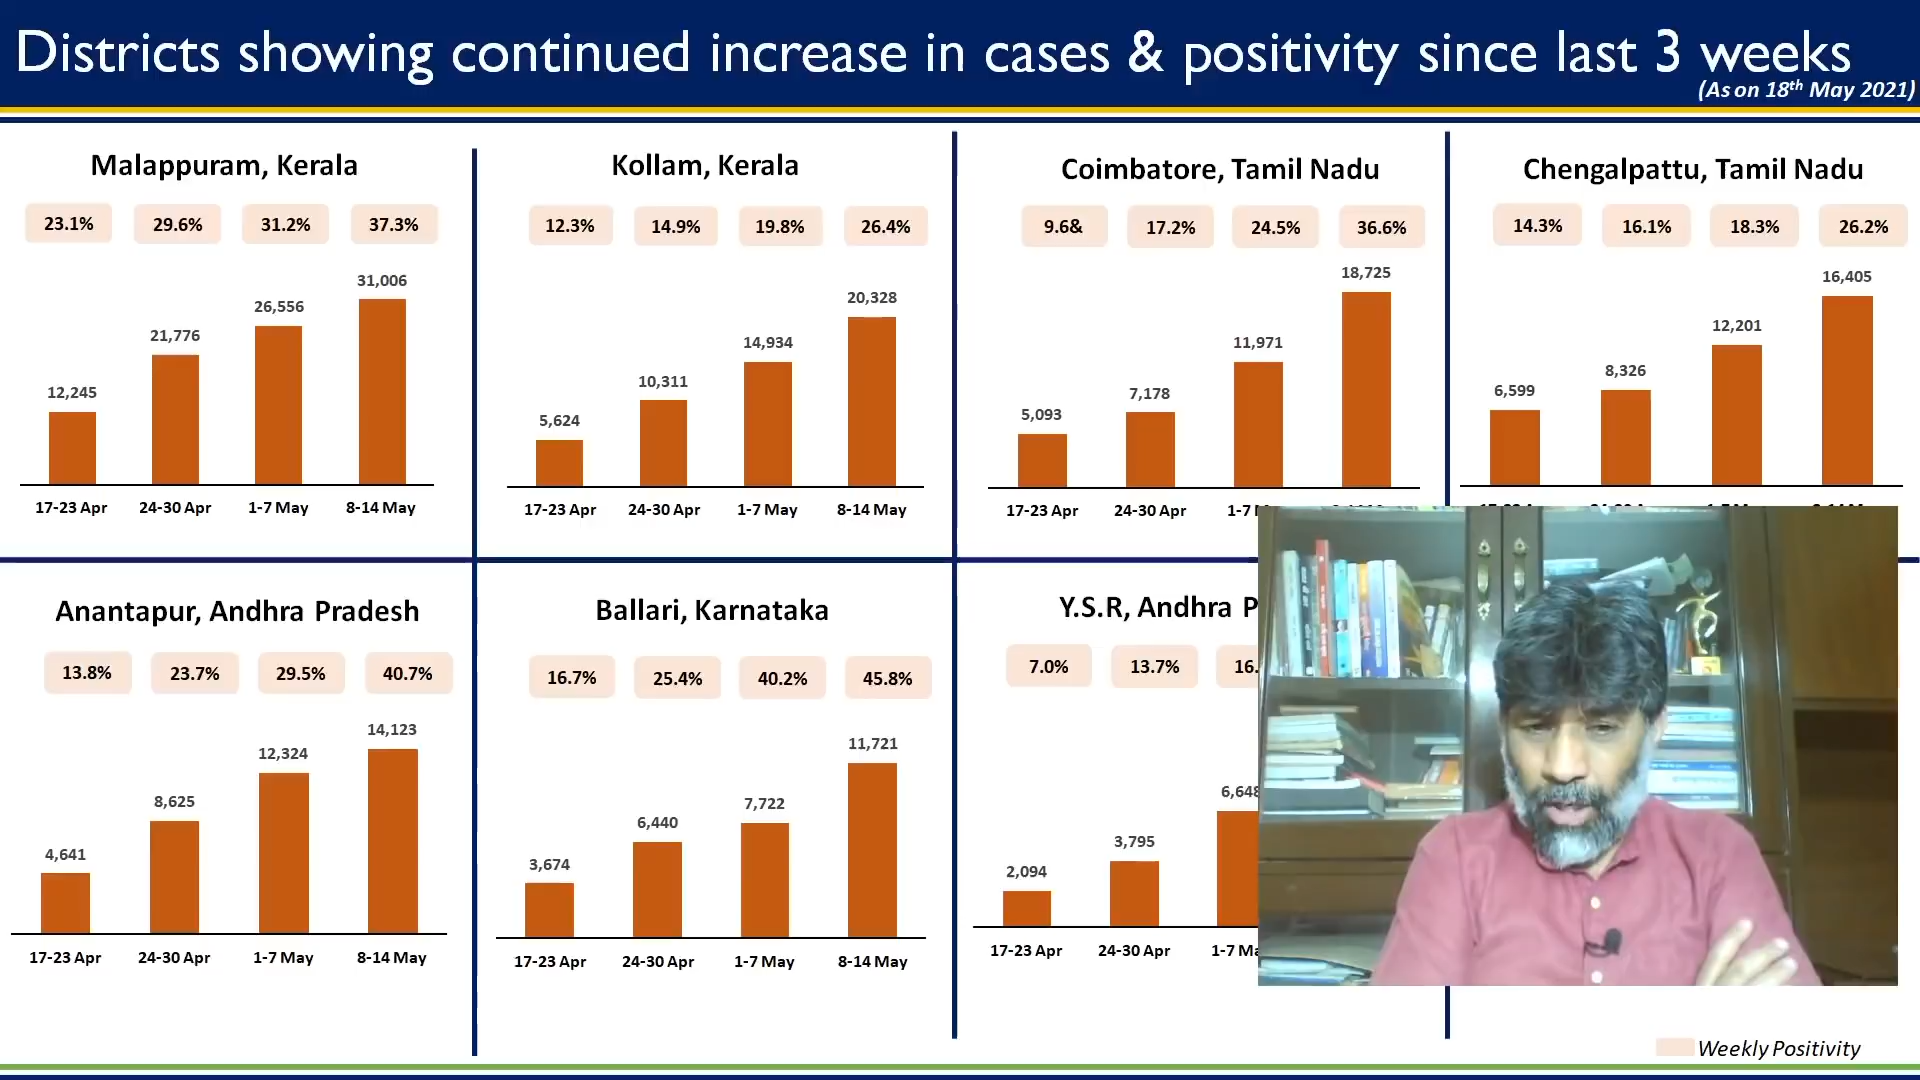 Districts showing continued increase in cases & positivity since last 3 weeks
(As on 18th May 2021)
Malappuram, Kerala
23.1% 29.6% 31.2% 37.3%
12,245 21,776 26,556 31,006
17-23 Apr 24-30 Apr 1-7 May 8-14 May
Kollam, Kerala
12.3% 14.9% 19.8% 26.4%
5,624 10,311 14,934 20,328
17-23 Apr 24-30 Apr 1-7 May 8-14 May
Coimbatore, Tamil Nadu
9.6& 17.2% 24.5% 36.6%
5,093 7,178 11,971 18,725
17-23 Apr 24-30 Apr 1-7
Chengalpattu, Tamil Nadu
14.3% 16.1% 18.3% 26.2%
6,599 8,326 12,201 16,405
Anantapur, Andhra Pradesh
13.8% 23.7% 29.5% 40.7%
4,641 8,625 12,324 14,123
17-23 Apr 24-30 Apr 1-7 May 8-14 May
Ballari, Karnataka
16.7% 25.4% 40.2% 45.8%
3,674 6,440 7,722 11,721
17-23 Apr 24-30 Apr 1-7 May 8-14 May
Y.S.R, Andhra P
7.0% 13.7% 16.
2,094 3,795 6,648
17-23 Apr 24-30 Apr 1-7 Ma
Weekly Positivity